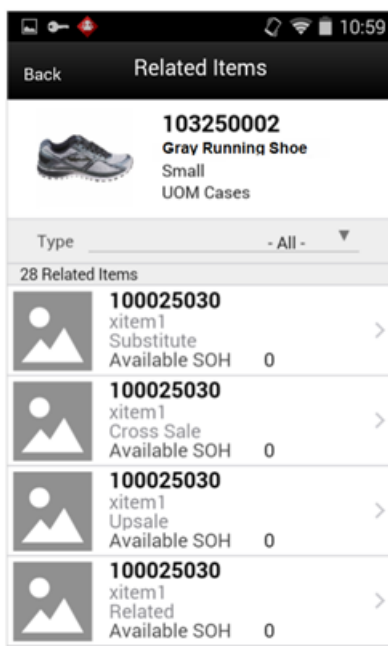 10:59
Back
Related Items
103250002
Gray Running Shoe
Small
UOM Cases
Type - All -
28 Related Items
100025030
xitem1
Substitute
Available SOH 0
100025030
xitem1
Cross Sale
Available SOH 0
100025030
xitem1
Upsale
Available SOH 0
100025030
xitem1
Related
Available SOH 0